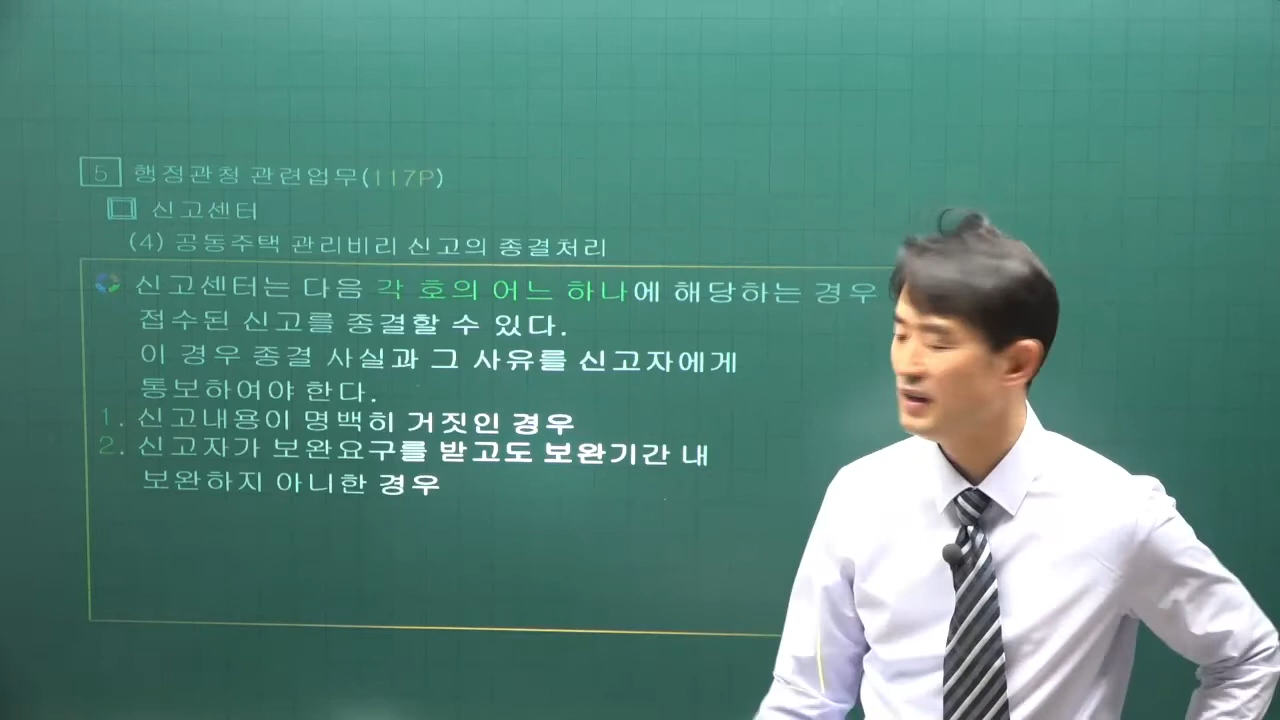 5 행정관청 관련업무(117P)
신고센터
(4) 공동주택 관리비리 신고의 종결처리
신고센터는 다음 각 호의 어느 하나에 해당하는 경우
접수된 신고를 종결할 수 있다.
이 경우 종결 사실과 그 사유를 신고자에게
통보하여야 한다.
1. 신고내용이 명백히 거짓인 경우
2. 신고자가 보완요구를 받고도 보완기간 내
보완하지 아니한 경우